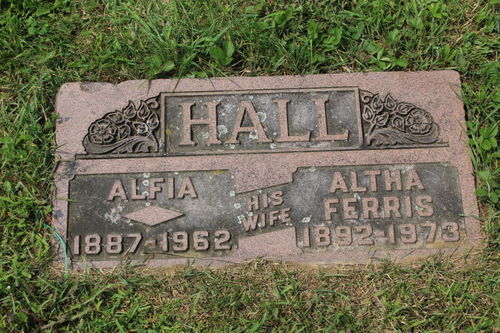 HALL
ALFIA
1887-1962
HIS
WIFE
ALTHA
FERRIS
1892-1973